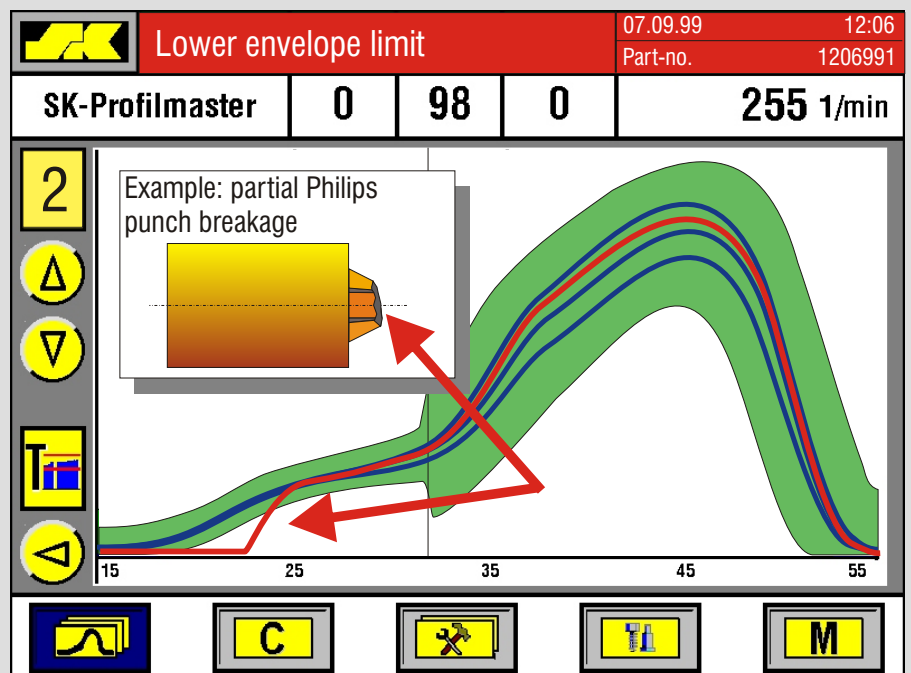 SK
Lower envelope limit
07.09.99 12:06
Part-no. 1206991
SK-Profilmaster 0 98 0 255 1/min
2
Example: partial Philips
punch breakage
T
15 25 35 45 55
C M